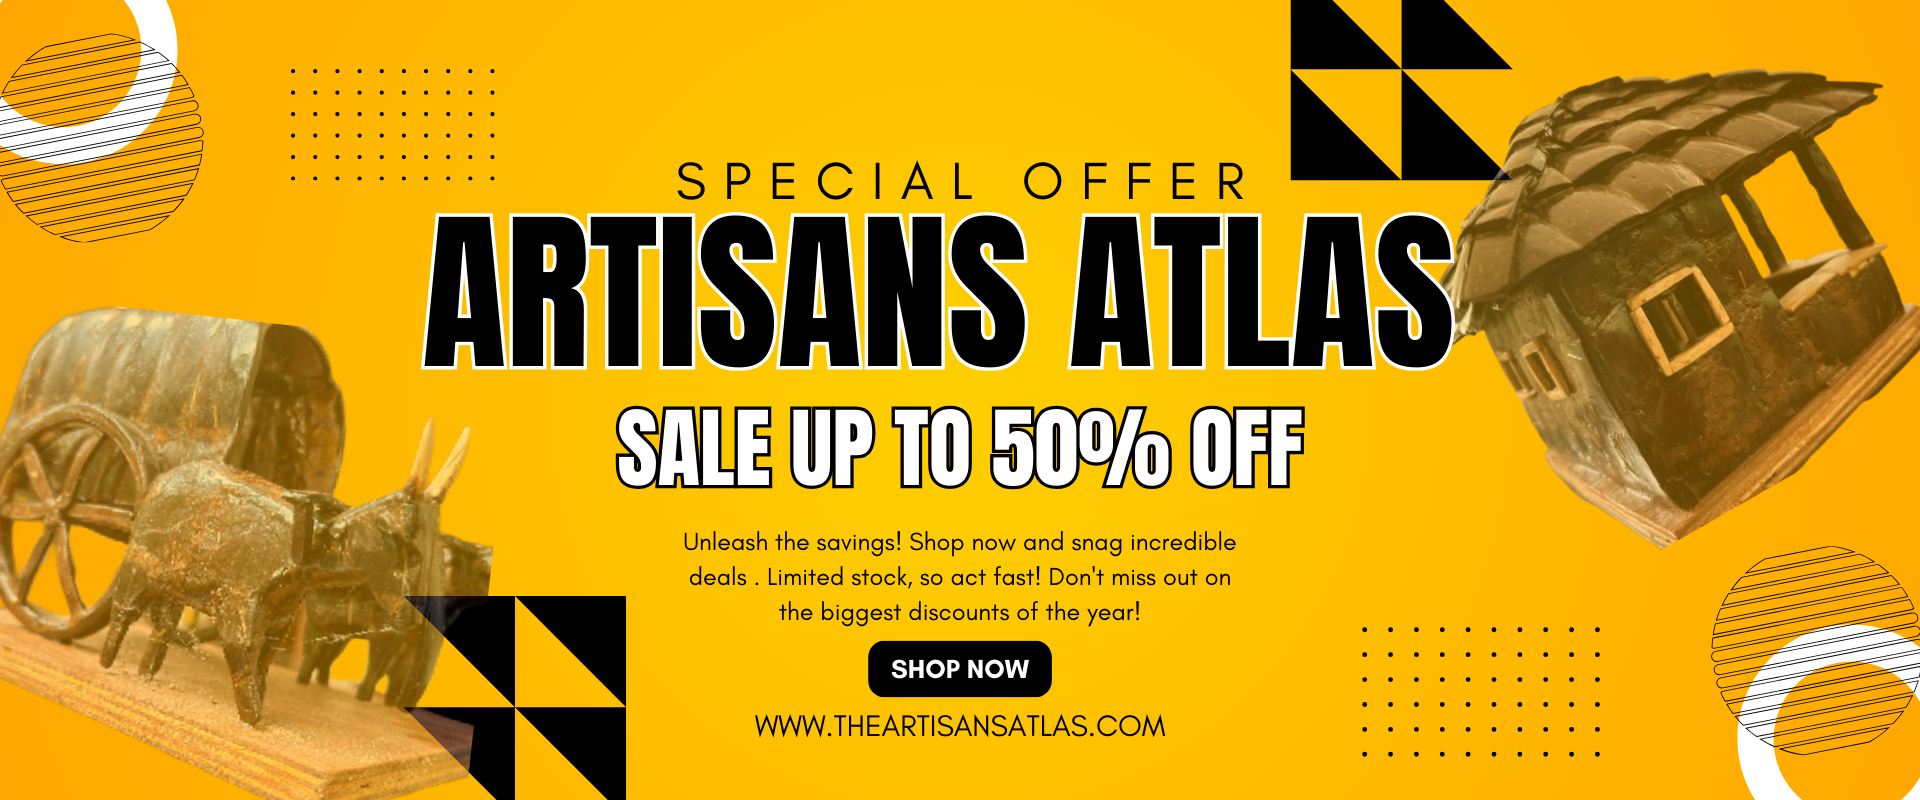 SPECIAL OFFER
ARTISANS ATLAS
SALE UP TO 50% OFF
Unleash the savings! Shop now and snag incredible
deals . Limited stock, so act fast! Don't miss out on
the biggest discounts of the year!
SHOP NOW
WWW.THEARTISANSATLAS.COM